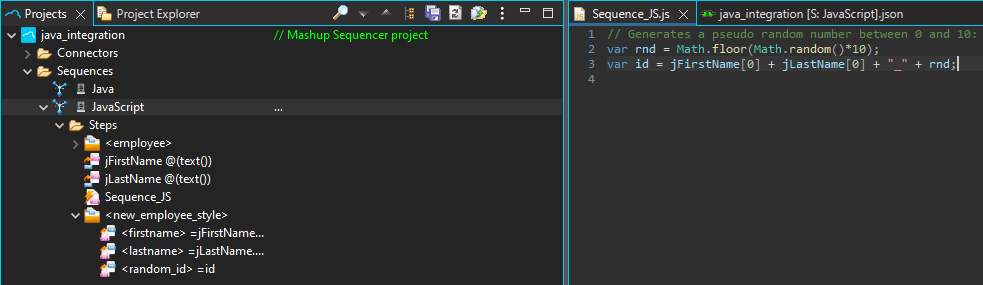 Projects
Project Explorer
java_integration // Mashup Sequencer project
Connectors
Sequences
Java
JavaScript ...
Steps
<employee>
jFirstName @(text())
jLastName @(text())
Sequence_JS
<new_employee_style>
<firstname> =jFirstName...
<lastname> =jLastName....
<random_id> =id
Sequence_JS.js
java_integration [S: JavaScript].json
1 // Generates a pseudo random number between 0 and 10:
2 var rnd = Math.floor(Math.random()*10);
3 var id = jFirstName[0] + jLastName[0] + "_" + rnd;
4